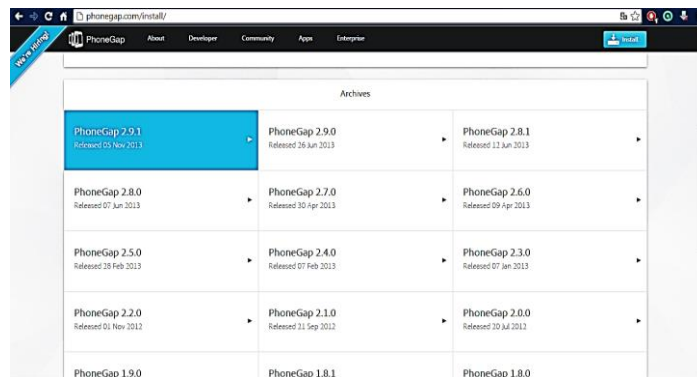 phonegap.com/install/
We're Hiring!
PhoneGap About Developer Community Apps Enterprise Install
Archives
PhoneGap 2.9.1 PhoneGap 2.9.0 PhoneGap 2.8.1
Released 05 Nov 2013 Released 26 Jun 2013 Released 12 Jun 2013
PhoneGap 2.8.0 PhoneGap 2.7.0 PhoneGap 2.6.0
Released 07 Jun 2013 Released 30 Apr 2013 Released 09 Apr 2013
PhoneGap 2.5.0 PhoneGap 2.4.0 PhoneGap 2.3.0
Released 28 Feb 2013 Released 07 Feb 2013 Released 07 Jan 2013
PhoneGap 2.2.0 PhoneGap 2.1.0 PhoneGap 2.0.0
Released 01 Nov 2012 Released 21 Sep 2012 Released 20 Jul 2012
PhoneGap 1.9.0 PhoneGap 1.8.1 PhoneGap 1.8.0